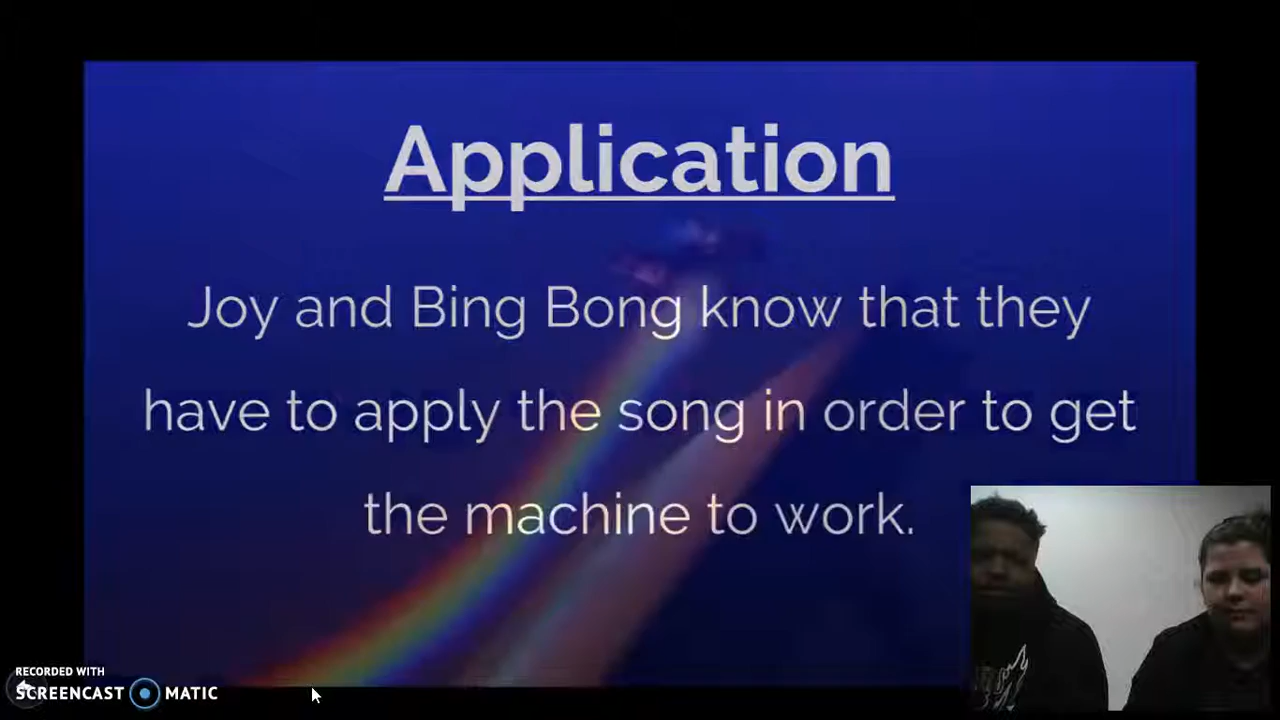 Application
Joy and Bing Bong know that they
have to apply the song in order to get
the machine to work.
RECORDED WITH
SCREENCAST MATIC